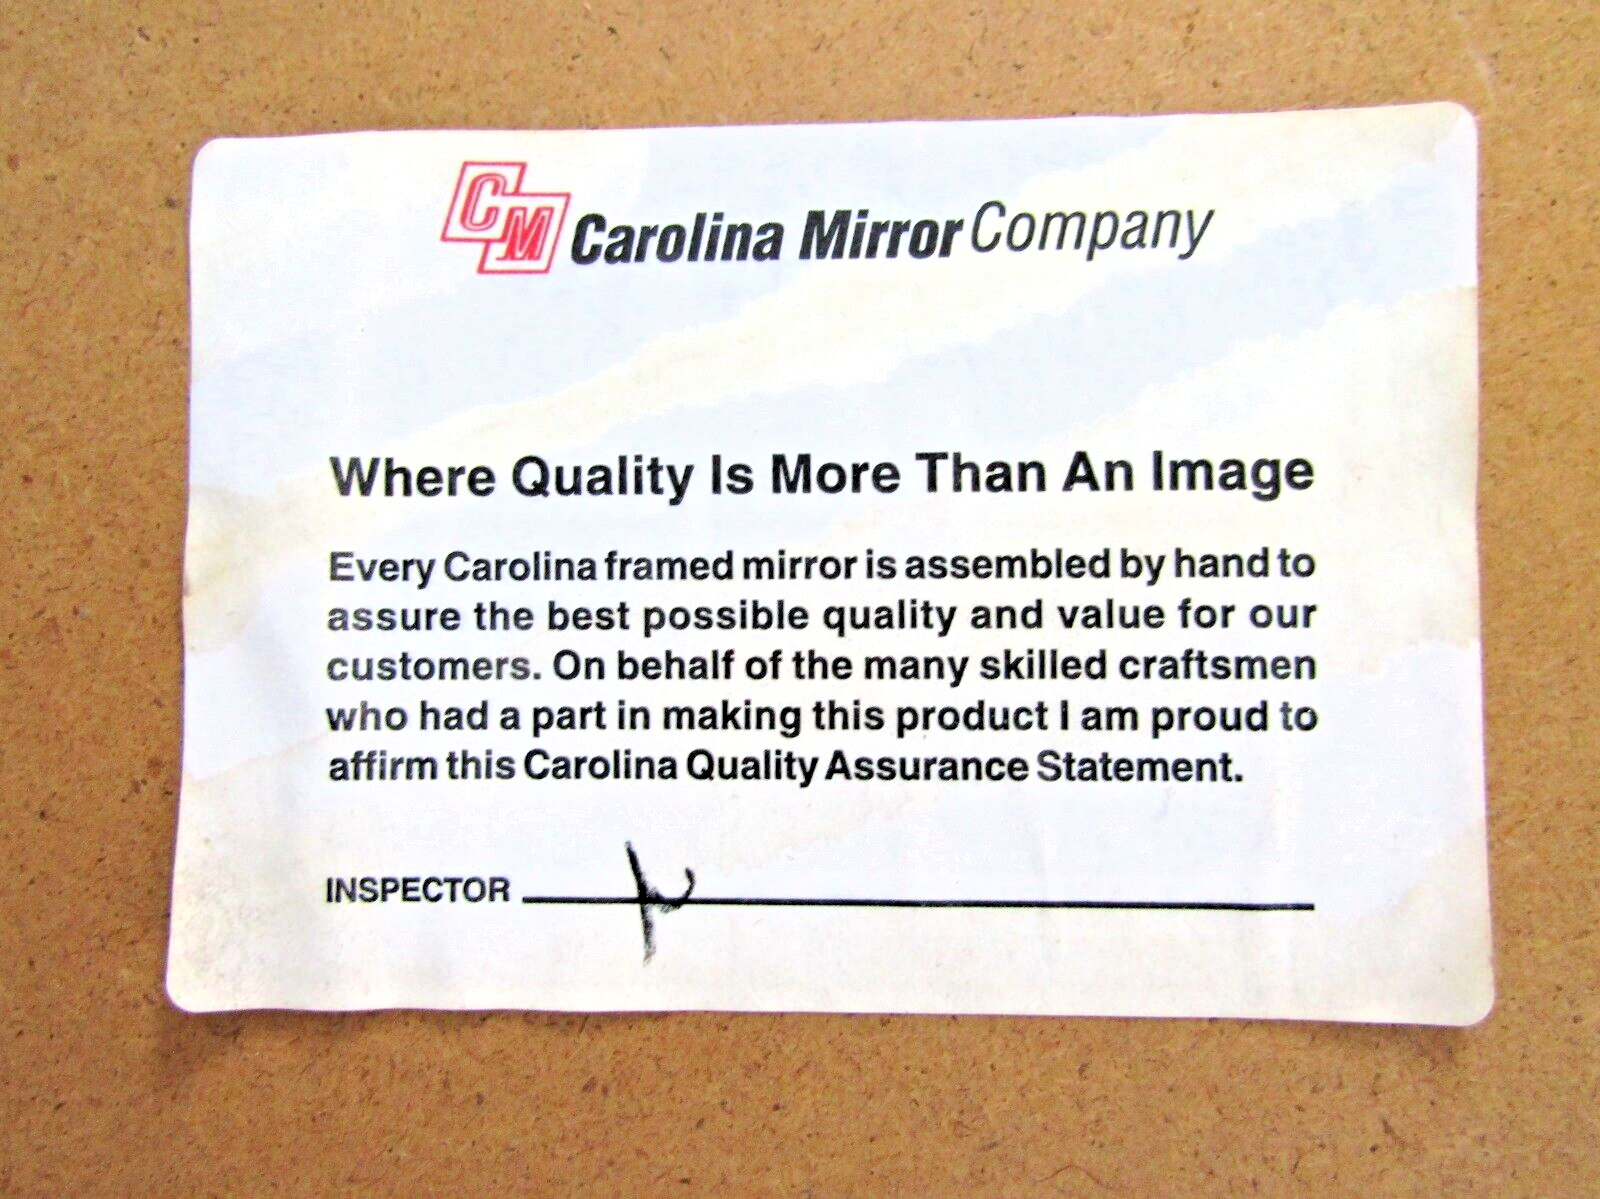 CM Carolina Mirror Company
Where Quality Is More Than An Image
Every Carolina framed mirror is assembled by hand to
assure the best possible quality and value for our
customers. On behalf of the many skilled craftsmen
who had a part in making this product I am proud to
affirm this Carolina Quality Assurance Statement.
INSPECTOR